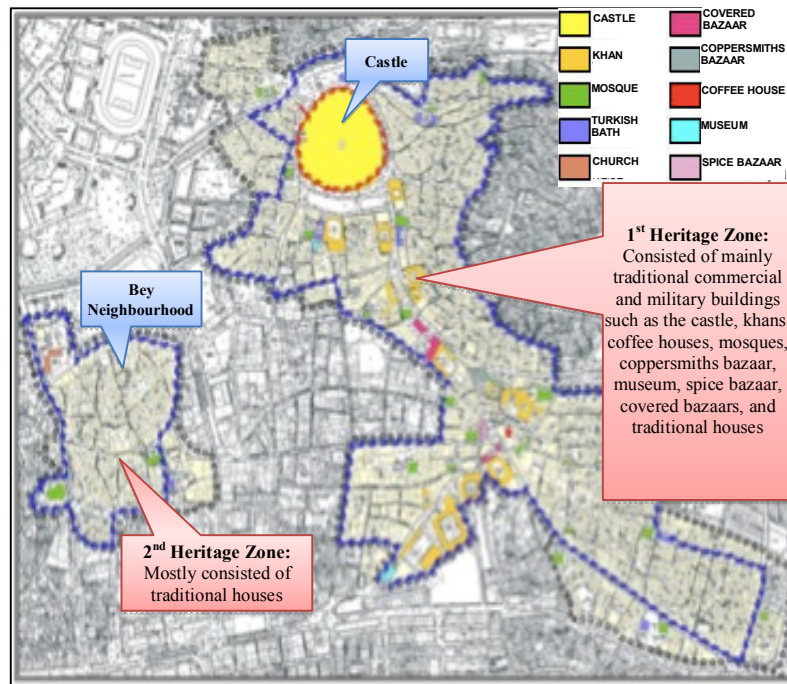 CASTLE
COVERED
BAZAAR
KHAN
COPPERSMITHS
BAZAAR
MOSQUE
COFFEE HOUSE
TURKISH
BATH
MUSEUM
CHURCH
SPICE BAZAAR
Castle
1st Heritage Zone:
Consisted of mainly
traditional commercial
and military buildings
such as the castle, khans
coffee houses, mosques,
coppersmiths bazaar,
museum, spice bazaar,
covered bazaars, and
traditional houses
Bey
Neighbourhood
2nd Heritage Zone:
Mostly consisted of
traditional houses